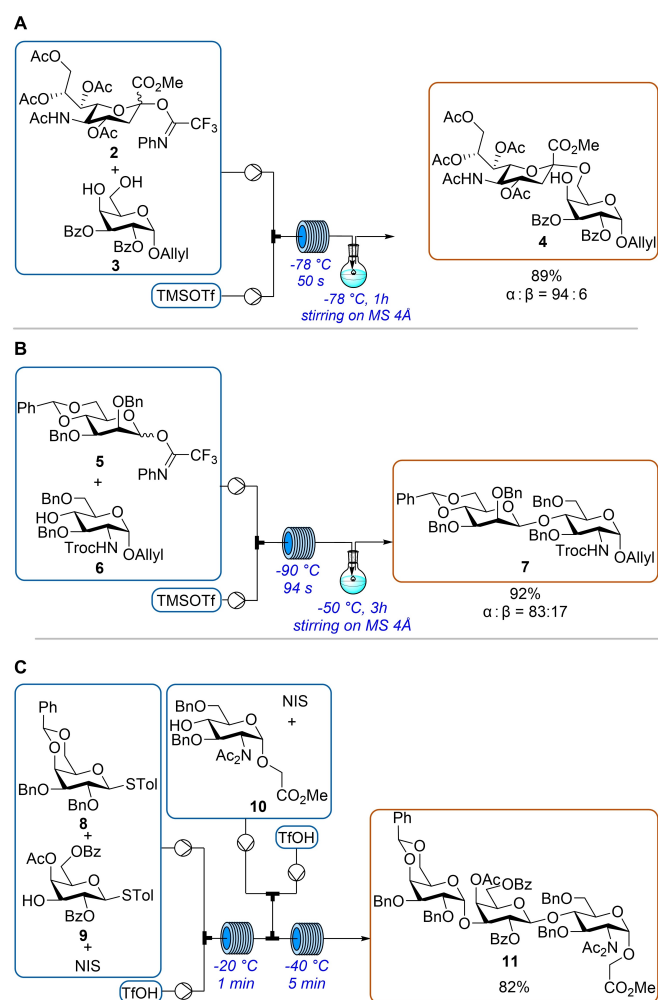 A
AcO
OAc
CO₂Me
AcO
O
O
AcHN
OAc
CF₃
PhN
2
+
HO
OH
O
BzO
BzO
OAllyl
3
TMSOTf
-78 °C
50 s
-78 °C, 1h
stirring on MS 4Å
AcO
OAc
CO₂Me
AcO
O
O
AcHN
OAc
HO
O
BzO
BzO
OAllyl
4
89%
α : β = 94 : 6
B
Ph
O
O
OBn
O
BnO
O
CF₃
PhN
5
+
BnO
HO
O
BnO
TrocHN
OAllyl
6
TMSOTf
-90 °C
94 s
-50 °C, 3h
stirring on MS 4Å
Ph
O
O
OBn
O
BnO
O
OBn
O
BnO
TrocHN
OAllyl
7
92%
α : β = 83:17
C
Ph
O
O
O
STol
BnO
BnO
8
+
AcO
OBz
O
STol
HO
BzO
9
+
NIS
TfOH
BnO
HO
O
BnO
Ac₂N
O
CO₂Me
10
NIS
+
TfOH
-20 °C
1 min
-40 °C
5 min
Ph
O
O
O
BnO
BnO
O
AcO
OBz
O
BzO
O
BnO
O
BnO
Ac₂N
O
CO₂Me
11
82%